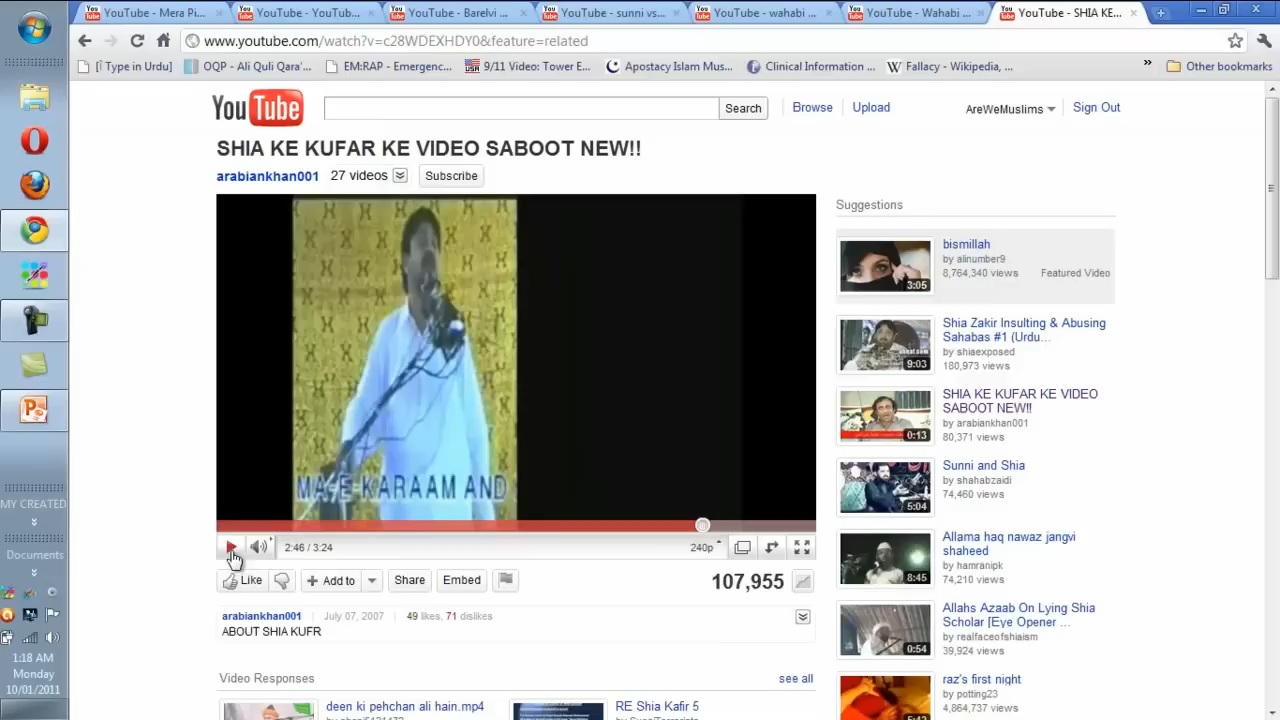 YouTube - Mera Pi...
YouTube - YouTub...
YouTube - Barelvi ...
YouTube - sunni vs...
YouTube - wahabi ...
YouTube - Wahabi ...
YouTube - SHIA KE...
www.youtube.com/watch?v=c28WDEXHDY0&feature=related
[ Type in Urdu]
OQP - Ali Quli Qara'...
EM:RAP - Emergenc...
9/11 Video: Tower E...
Apostacy Islam Mus...
Clinical Information ...
Fallacy - Wikipedia, ...
Other bookmarks
YouTube
Search
Browse
Upload
AreWeMuslims
Sign Out
SHIA KE KUFAR KE VIDEO SABOOT NEW!!
arabiankhan001 27 videos Subscribe
MAZE-KARAAM AND
2:46 / 3:24
240p
Like
Add to
Share
Embed
107,955
arabiankhan001 | July 07, 2007 49 likes, 71 dislikes
ABOUT SHIA KUFR
Video Responses
see all
deen ki pehchan ali hain.mp4
RE Shia Kafir 5
Suggestions
bismillah
by alinumber9
8,764,340 views Featured Video
3:05
Shia Zakir Insulting & Abusing
Sahabas #1 (Urdu...
by shiaexposed
180,973 views
9:03
SHIA KE KUFAR KE VIDEO
SABOOT NEW!!
by arabiankhan001
80,371 views
0:13
Sunni and Shia
by shahabzaidi
74,460 views
5:04
Allama haq nawaz jangvi
shaheed
by hamranipk
74,210 views
8:45
Allahs Azaab On Lying Shia
Scholar [Eye Opener ...
by realfaceofshiaism
39,924 views
0:54
raz's first night
by potting23
4,864,737 views
MY CREATED
Documents
1:18 AM
Monday
10/01/2011